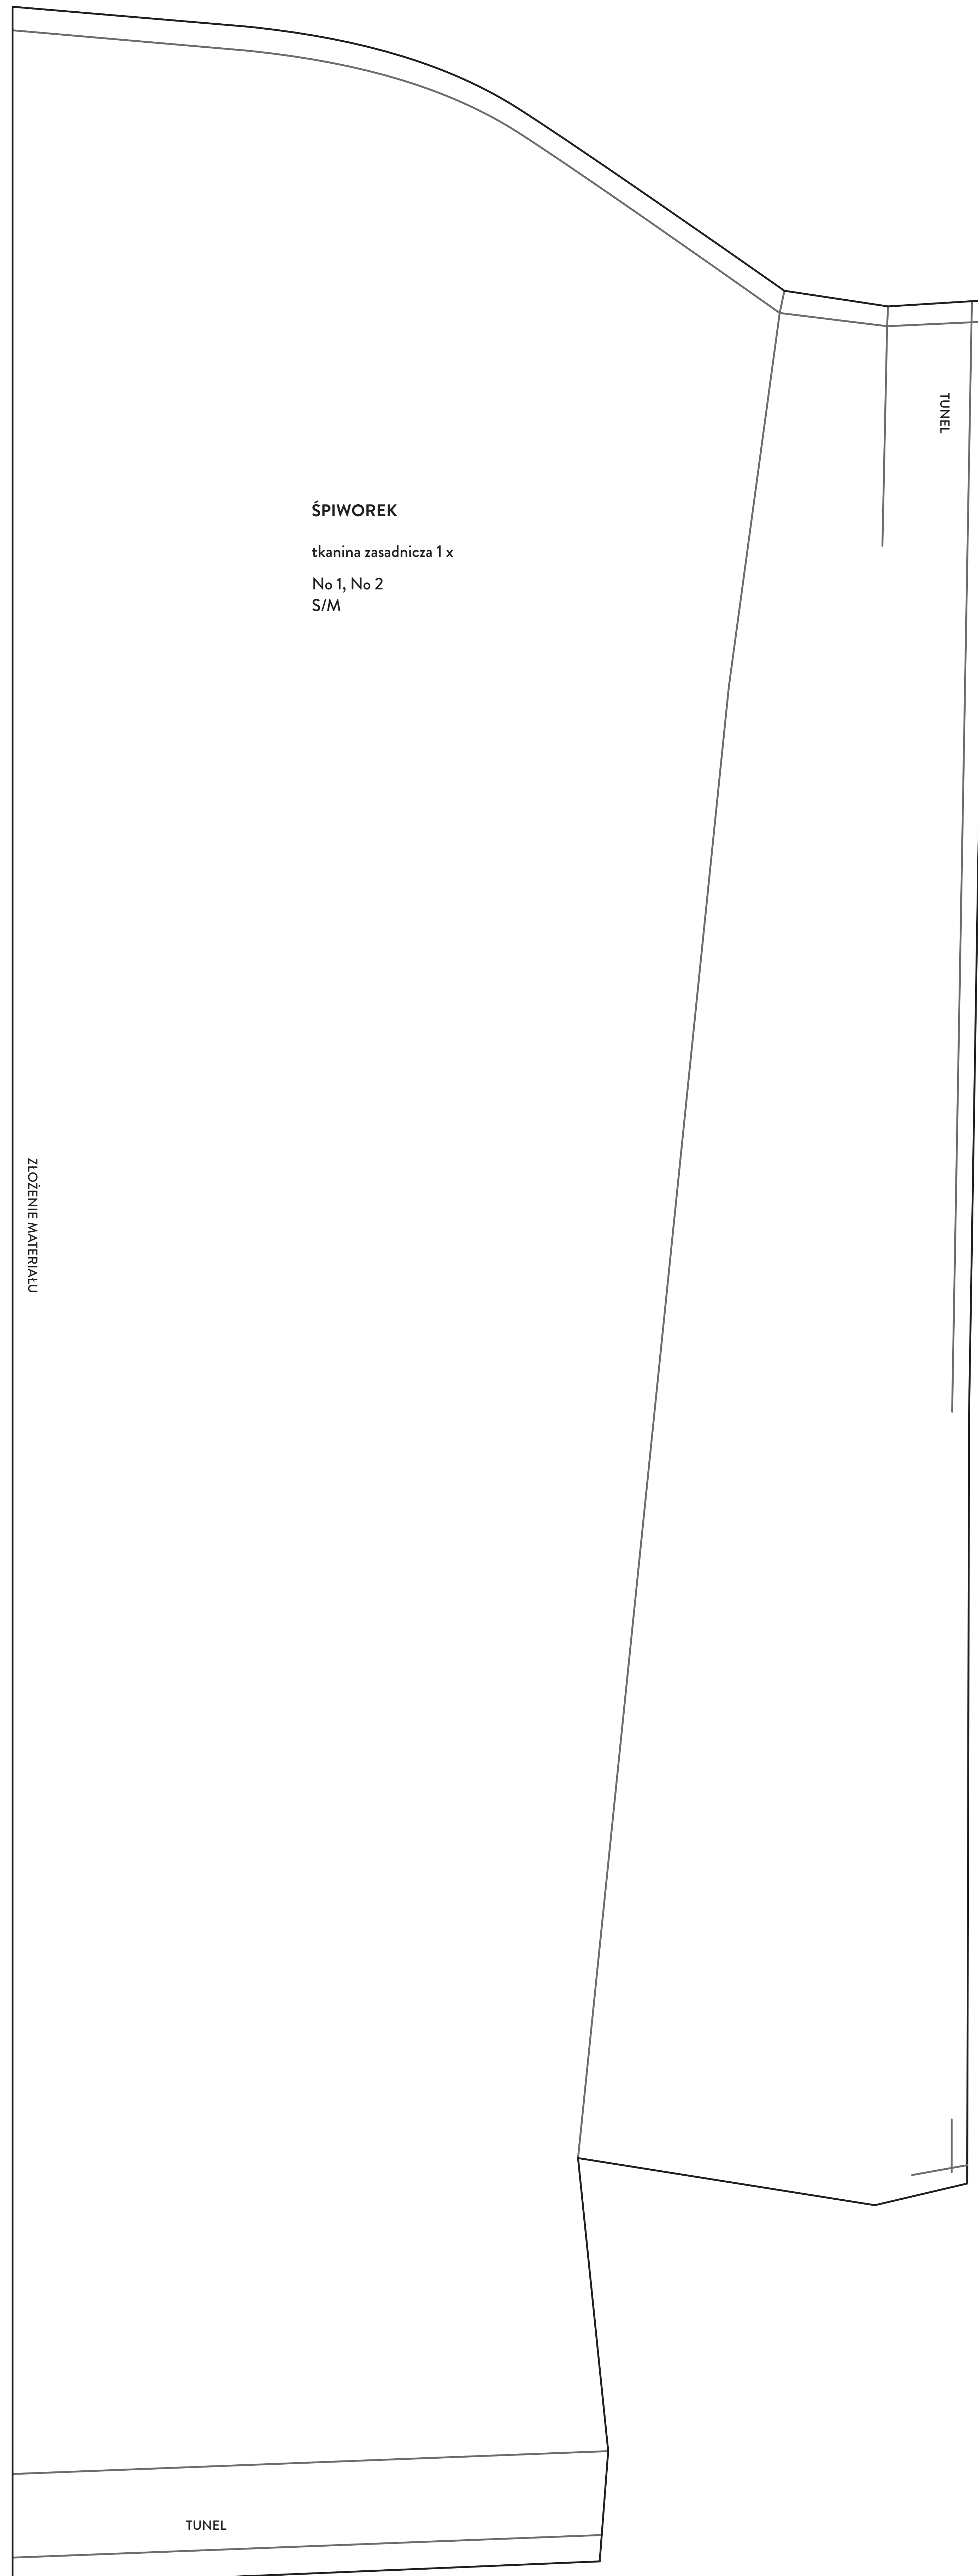 TUNEL
ŚPIWOREK
tkanina zasadnicza 1 x
No 1, No 2
S/M
ZŁOŻENIE MATERIAŁU
TUNEL